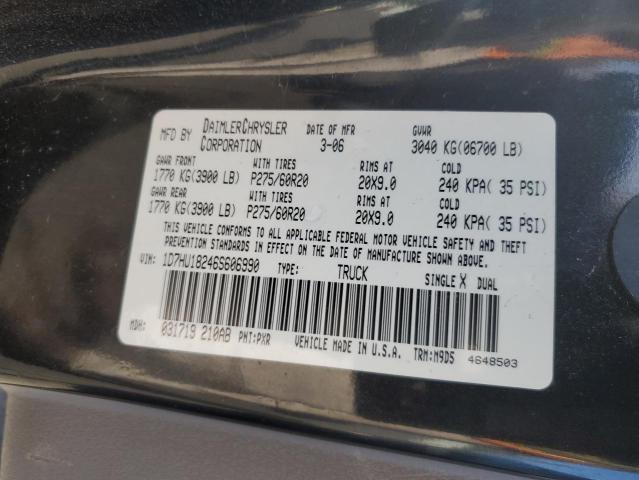 MFD BY DAIMLERCHRYSLER CORPORATION DATE OF MFR 3-06 GVWR 3040 KG(06700 LB)
GAWR FRONT WITH TIRES RIMS AT COLD
1770 KG(3900 LB) P275/60R20 20X9.0 240 KPA( 35 PSI)
GAWR REAR WITH TIRES RIMS AT COLD
1770 KG(3900 LB) P275/60R20 20X9.0 240 KPA( 35 PSI)
THIS VEHICLE CONFORMS TO ALL APPLICABLE FEDERAL MOTOR VEHICLE SAFETY AND THEFT
PREVENTION STANDARDS IN EFFECT ON THE DATE OF MANUFACTURE SHOWN ABOVE.
VIN: 1D7HU18246S606990 TYPE: TRUCK SINGLE X DUAL
MDH: 031719 210AB PNT:PXR VEHICLE MADE IN U.S.A. TRM:M9D5 4648503